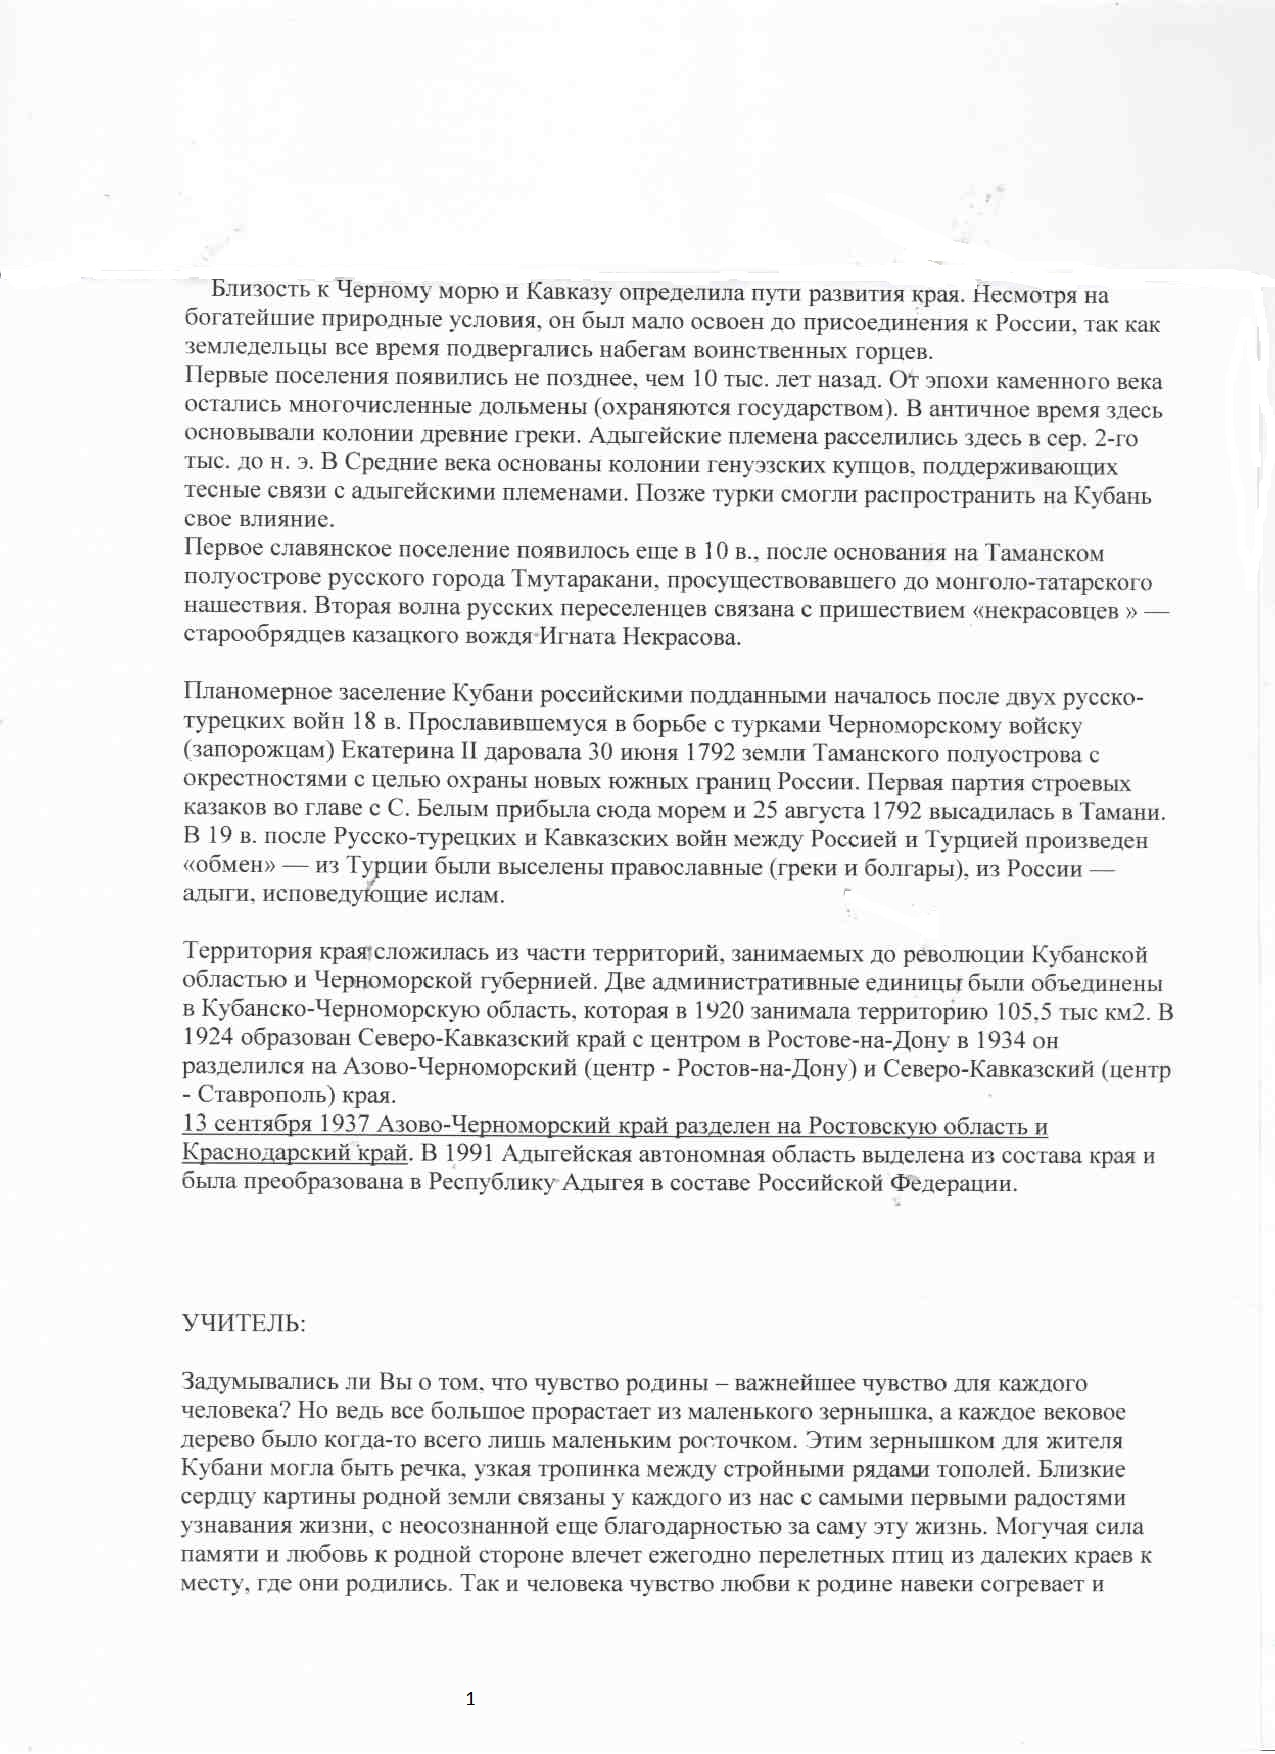 Близость к Черному морю и Кавказу определила пути развития края. Несмотря на
богатейшие природные условия, он был мало освоен до присоединения к России, так как
земледельцы все время подвергались набегам воинственных горцев.
Первые поселения появились не позднее, чем 10 тыс. лет назад. От эпохи каменного века
остались многочисленные дольмены (охраняются государством). В античное время здесь
основывали колонии древние греки. Адыгейские племена расселились здесь в сер. 2-го
тыс. до н. э. В Средние века основаны колонии генуэзских купцов, поддерживающих
тесные связи с адыгейскими племенами. Позже турки смогли распространить на Кубань
свое влияние.
Первое славянское поселение появилось еще в 10 в., после основания на Таманском
полуострове русского города Тмутаракани, просуществовавшего до монголо-татарского
нашествия. Вторая волна русских переселенцев связана с пришествием «некрасовцев » —
старообрядцев казацкого вождя Игната Некрасова.
Планомерное заселение Кубани российскими подданными началось после двух русско-
турецких войн 18 в. Прославившемуся в борьбе с турками Черноморскому войску
(запорожцам) Екатерина II даровала 30 июня 1792 земли Таманского полуострова с
окрестностями с целью охраны новых южных границ России. Первая партия строевых
казаков во главе с С. Белым прибыла сюда морем и 25 августа 1792 высадилась в Тамани.
В 19 в. после Русско-турецких и Кавказских войн между Россией и Турцией произведен
«обмен» — из Турции были выселены православные (греки и болгары), из России —
адыги, исповедующие ислам.
Территория края сложилась из части территорий, занимаемых до революции Кубанской
областью и Черноморской губернией. Две административные единицы были объединены
в Кубанско-Черноморскую область, которая в 1920 занимала территорию 105,5 тыс км2. В
1924 образован Северо-Кавказский край с центром в Ростове-на-Дону в 1934 он
разделился на Азово-Черноморский (центр - Ростов-на-Дону) и Северо-Кавказский (центр
- Ставрополь) края.
13 сентября 1937 Азово-Черноморский край разделен на Ростовскую область и
Краснодарский край. В 1991 Адыгейская автономная область выделена из состава края и
была преобразована в Республику Адыгея в составе Российской Федерации.
УЧИТЕЛЬ:
Задумывались ли Вы о том, что чувство родины – важнейшее чувство для каждого
человека? Но ведь все большое прорастает из маленького зернышка, а каждое вековое
дерево было когда-то всего лишь маленьким росточком. Этим зернышком для жителя
Кубани могла быть речка, узкая тропинка между стройными рядами тополей. Близкие
сердцу картины родной земли связаны у каждого из нас с самыми первыми радостями
узнавания жизни, с неосознанной еще благодарностью за саму эту жизнь. Могучая сила
памяти и любовь к родной стороне влечет ежегодно перелетных птиц из далеких краев к
месту, где они родились. Так и человека чувство любви к родине навеки согревает и
1